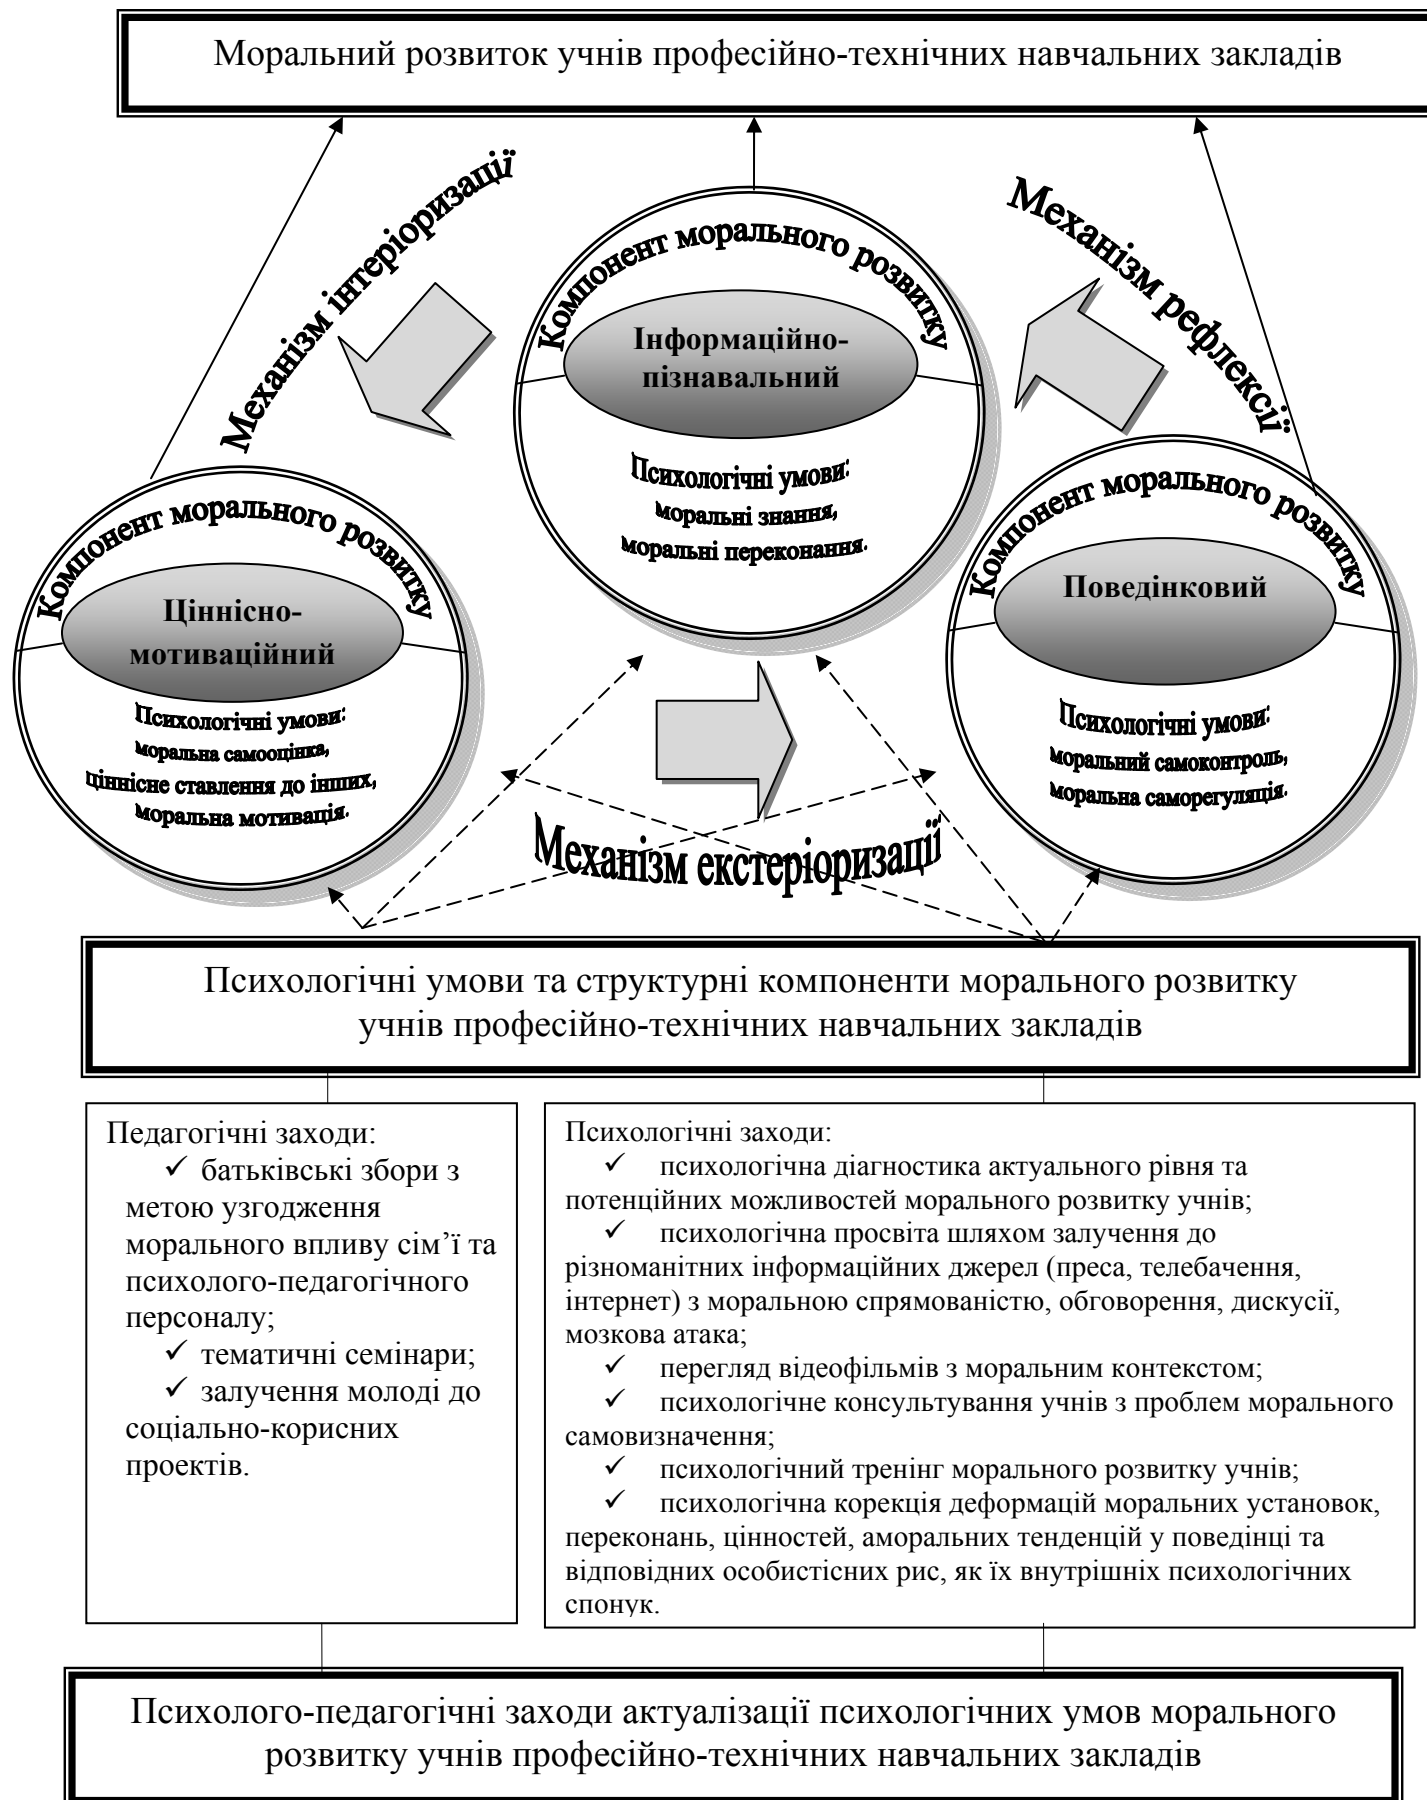 Моральний розвиток учнів професійно-технічних навчальних закладів
Механізм інтеріоризації
Механізм рефлексії
Компонент морального розвитку
Інформаційно-
пізнавальний
Психологічні умови:
моральні знання,
моральні переконання.
Компонент морального розвитку
Ціннісно-
мотиваційний
Психологічні умови:
моральна самооцінка,
ціннісне ставлення до інших,
моральна мотивація.
Компонент морального розвитку
Поведінковий
Психологічні умови:
моральний самоконтроль,
моральна саморегуляція.
Механізм екстеріоризації
Психологічні умови та структурні компоненти морального розвитку
учнів професійно-технічних навчальних закладів
Педагогічні заходи:
✓ батьківські збори з
метою узгодження
морального впливу сім’ї та
психолого-педагогічного
персоналу;
✓ тематичні семінари;
✓ залучення молоді до
соціально-корисних
проектів.
Психологічні заходи:
✓ психологічна діагностика актуального рівня та
потенційних можливостей морального розвитку учнів;
✓ психологічна просвіта шляхом залучення до
різноманітних інформаційних джерел (преса, телебачення,
інтернет) з моральною спрямованістю, обговорення, дискусії,
мозкова атака;
✓ перегляд відеофільмів з моральним контекстом;
✓ психологічне консультування учнів з проблем морального
самовизначення;
✓ психологічний тренінг морального розвитку учнів;
✓ психологічна корекція деформацій моральних установок,
переконань, цінностей, аморальних тенденцій у поведінці та
відповідних особистісних рис, як їх внутрішніх психологічних
спонук.
Психолого-педагогічні заходи актуалізації психологічних умов морального
розвитку учнів професійно-технічних навчальних закладів